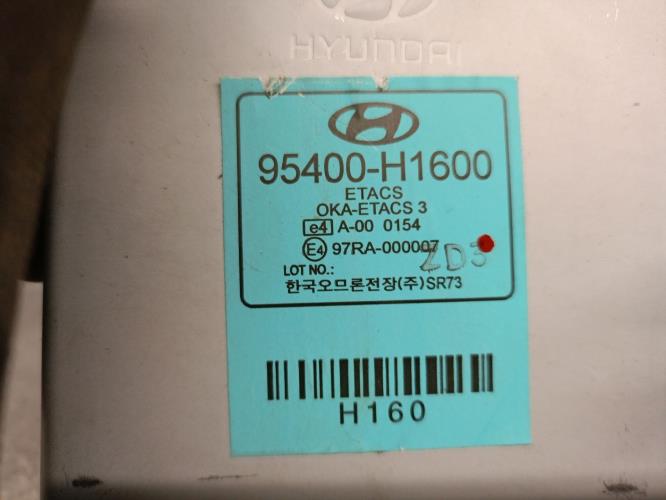 HYUNDAI
95400-H1600
ETACS
OKA-ETACS 3
e4 A-00 0154
E4 97RA-000007
ZD3
LOT NO.:
한국오므론전장(주)SR73
H160